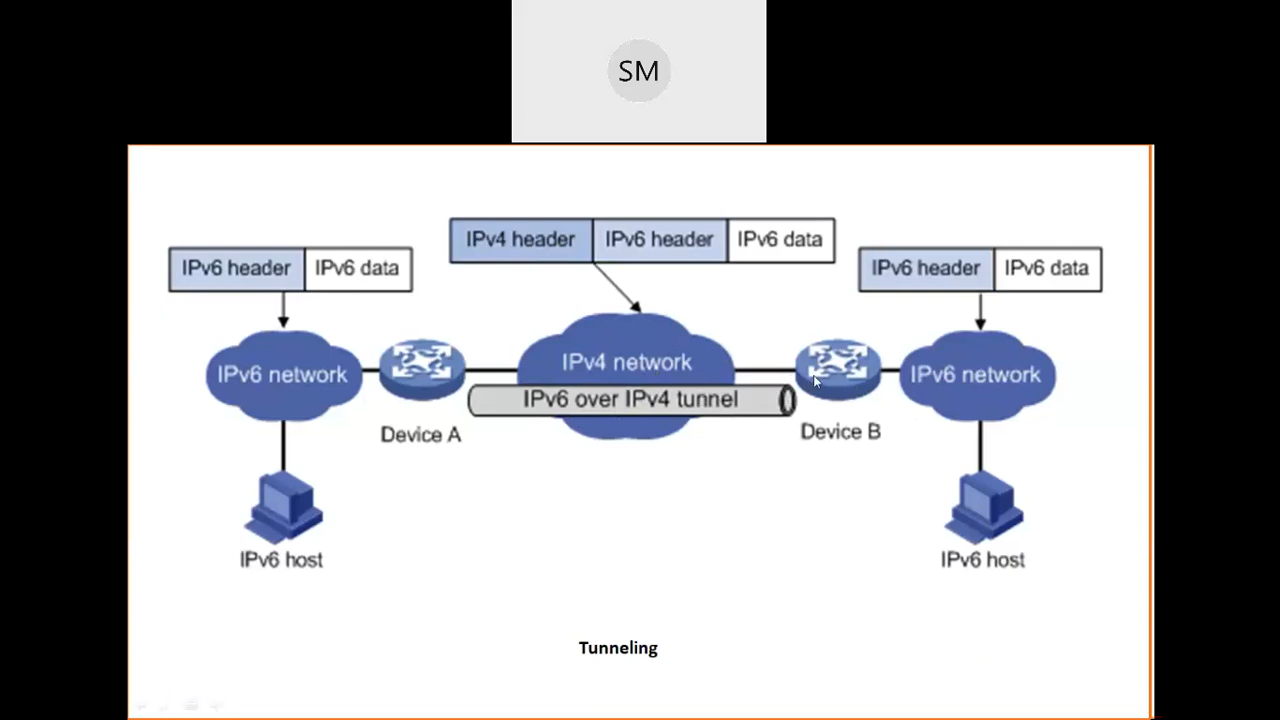 SM
IPv4 header IPv6 header IPv6 data
IPv6 header IPv6 data
IPv6 header IPv6 data
IPv6 network
IPv4 network
IPv6 network
IPv6 over IPv4 tunnel
Device A
Device B
IPv6 host
IPv6 host
Tunneling